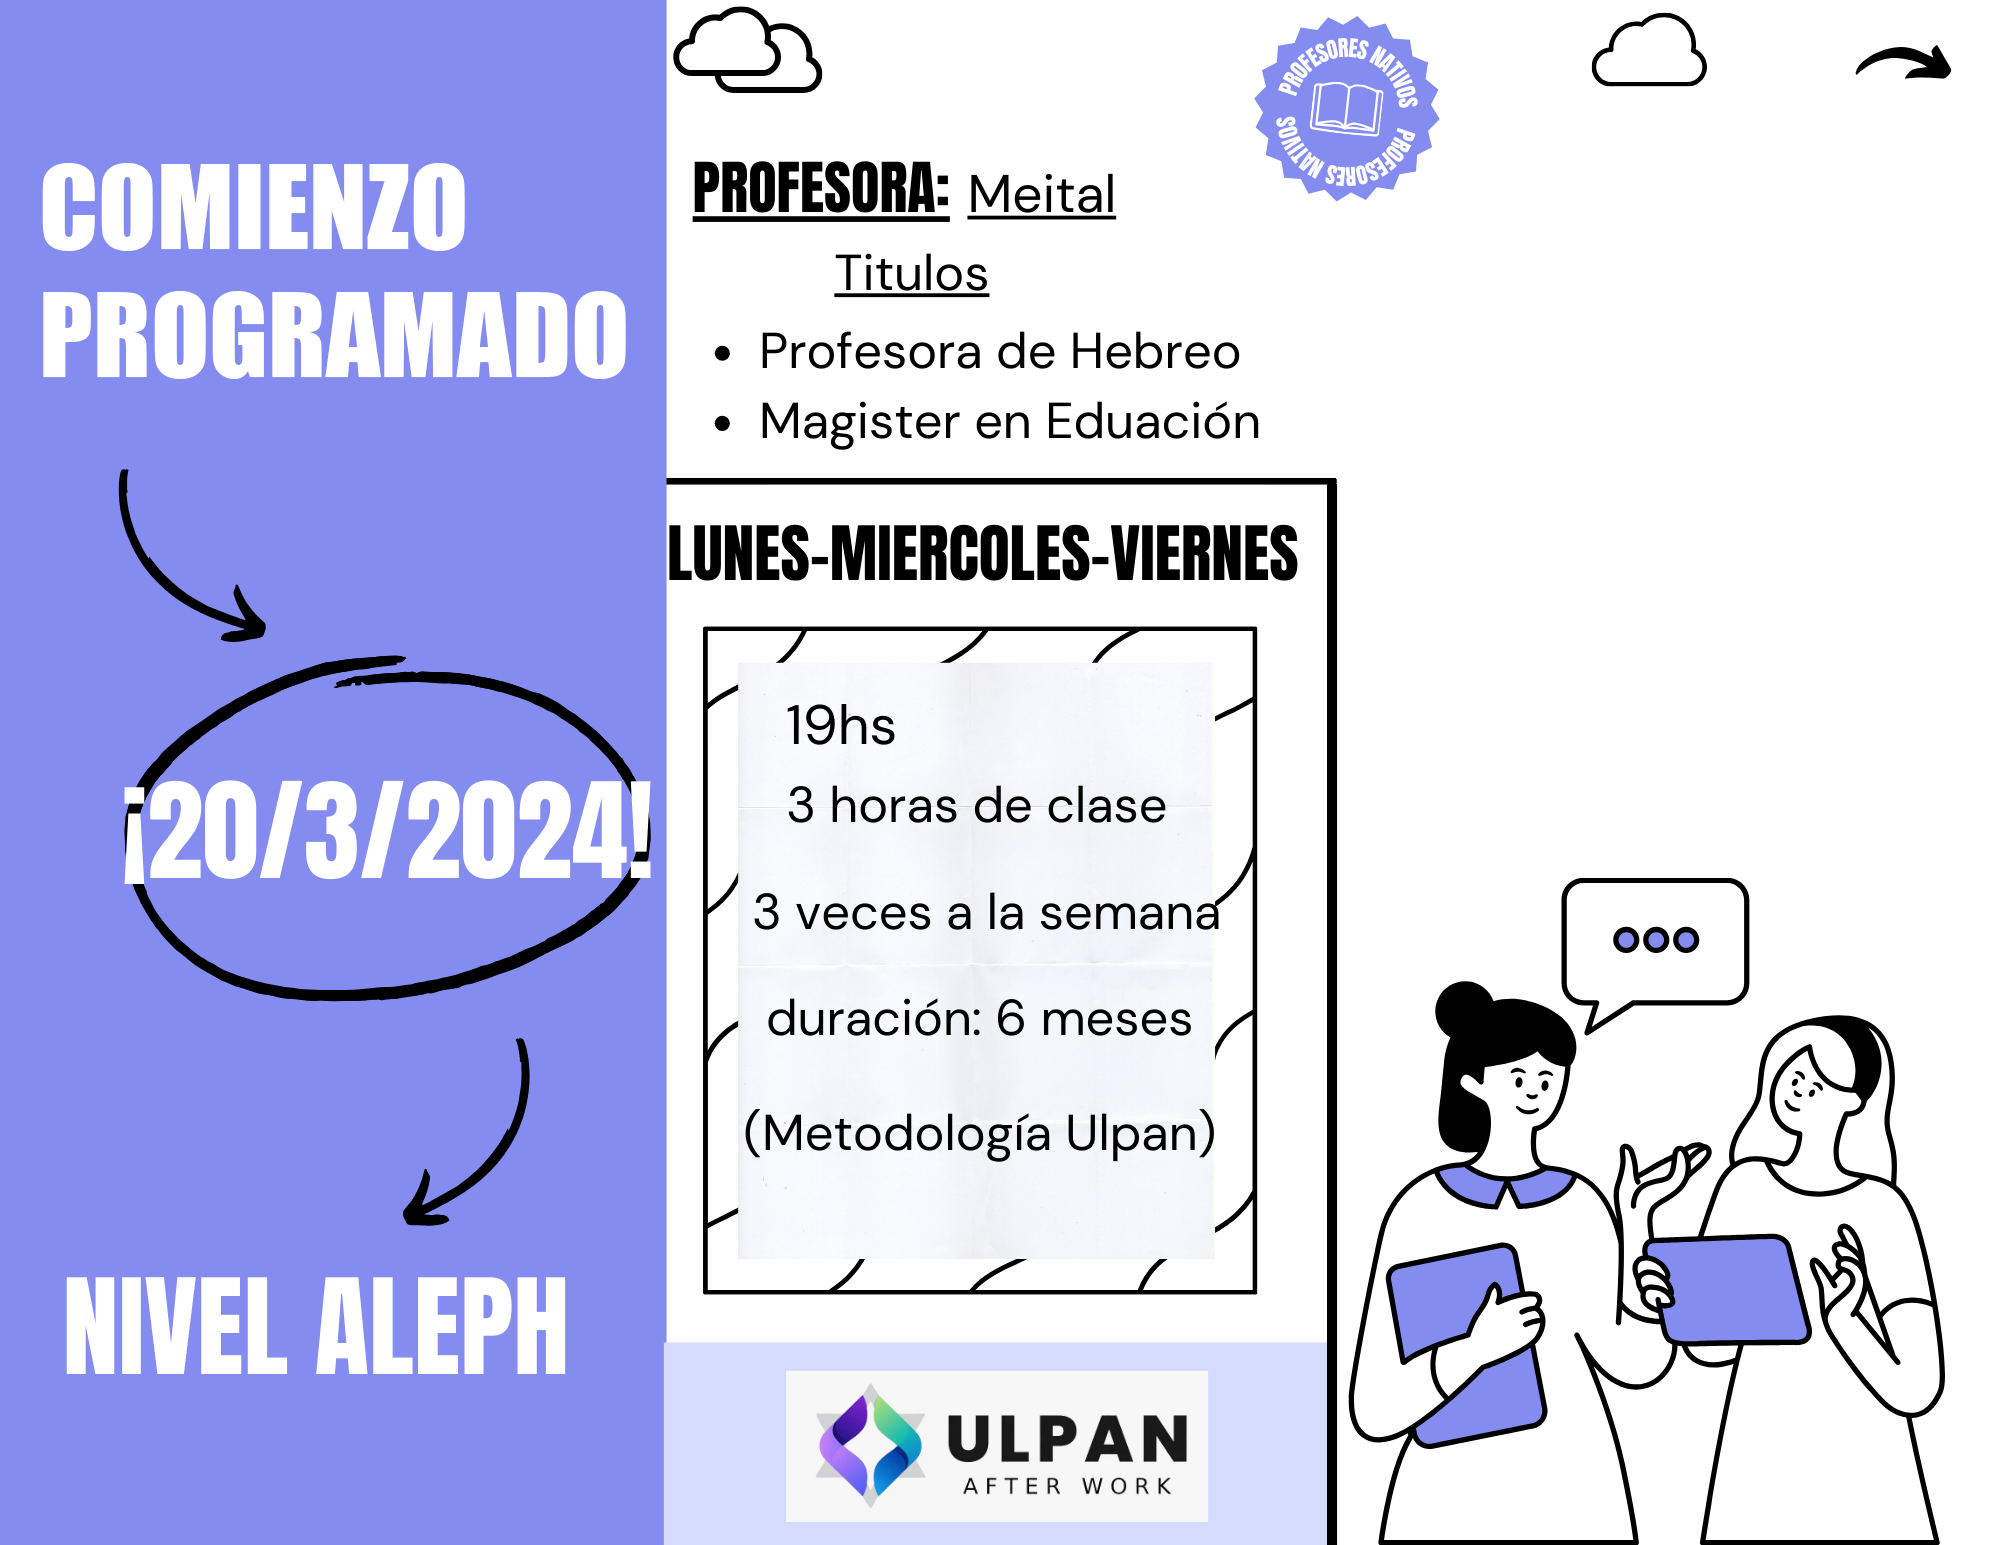 COMIENZO
PROGRAMADO
¡20/3/2024!
NIVEL ALEPH
PROFESORES NATIVOS
PROFESORES NATIVOS
PROFESORA: Meital
Titulos
• Profesora de Hebreo
• Magister en Eduación
LUNES-MIERCOLES-VIERNES
19hs
3 horas de clase
3 veces a la semana
duración: 6 meses
(Metodología Ulpan)
ULPAN
AFTER WORK